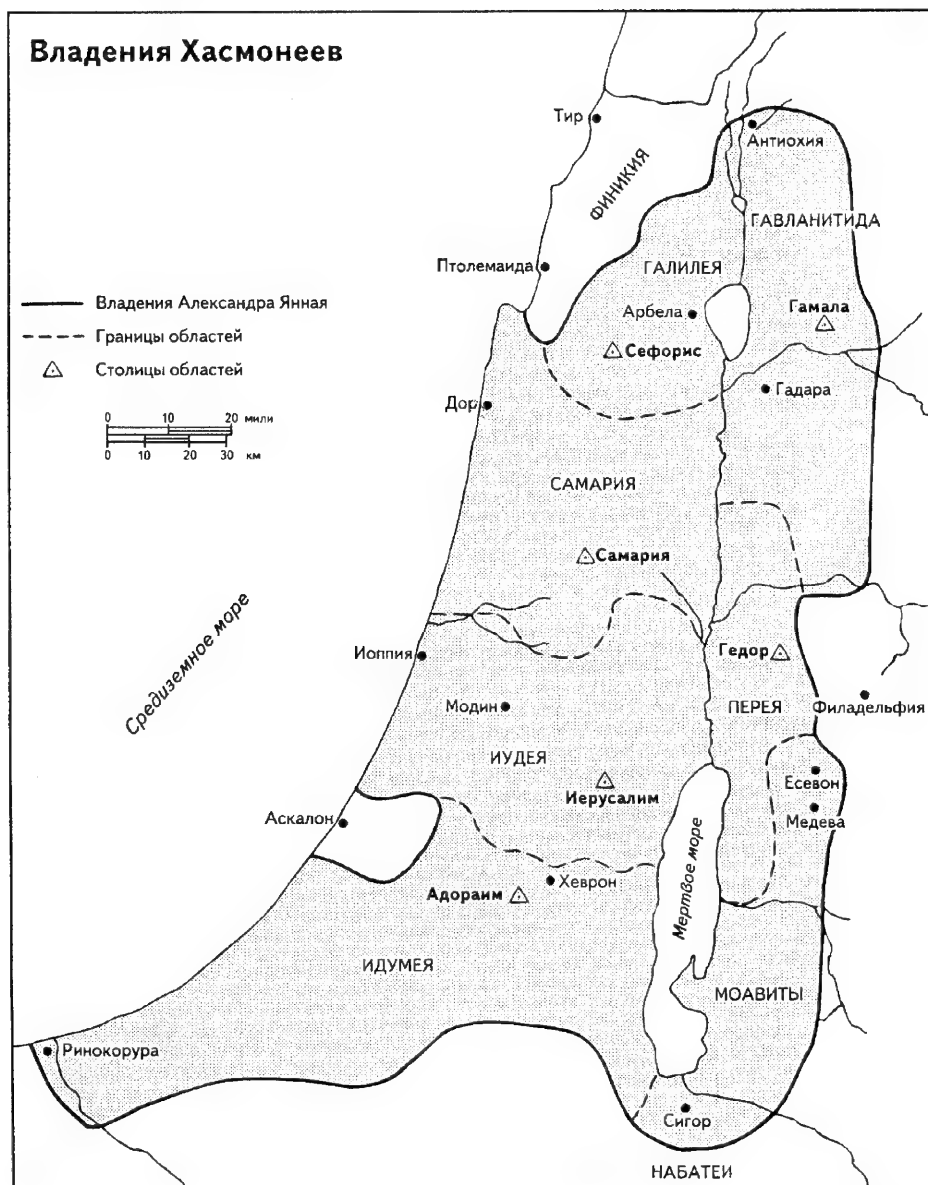 Владения Хасмонеев
Тир
Антиохия
ФИНИКИЯ
ГАВЛАНИТИДА
Птолемаида
ГАЛИЛЕЯ
Владения Александра Янная
Арбела
Гамала
Границы областей
Сефорис
Столицы областей
Гадара
Дор
0 10 20 мили
0 10 20 30 км
САМАРИЯ
Самария
Средиземное море
Иоппия
Гедор
Модин
ПЕРЕЯ
Филадельфия
ИУДЕЯ
Есевон
Иерусалим
Аскалон
Медева
Мертвое море
Хеврон
Адораим
ИДУМЕЯ
МОАВИТЫ
Ринокорура
Сигор
НАБАТЕИ